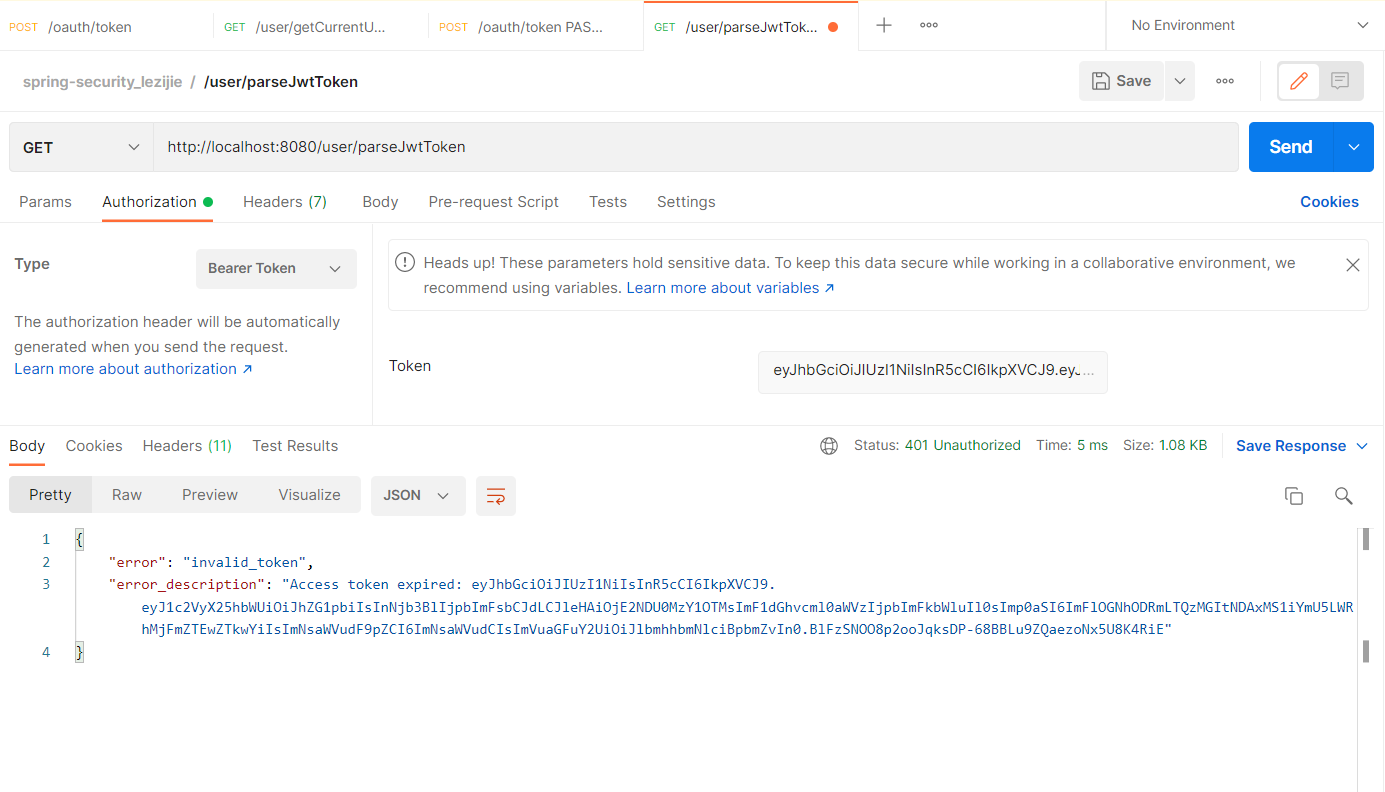 POST /oauth/token GET /user/getCurrentU... POST /oauth/token PAS... GET /user/parseJwtTok... No Environment
spring-security_lezijie / /user/parseJwtToken Save
GET http://localhost:8080/user/parseJwtToken Send
Params Authorization Headers (7) Body Pre-request Script Tests Settings Cookies
Type Bearer Token
Heads up! These parameters hold sensitive data. To keep this data secure while working in a collaborative environment, we
recommend using variables. Learn more about variables ↗
The authorization header will be automatically
generated when you send the request.
Learn more about authorization ↗
Token eyJhbGciOiJIUzI1NiIsInR5cCI6IkpXVCJ9.eyJ...
Body Cookies Headers (11) Test Results Status: 401 Unauthorized Time: 5 ms Size: 1.08 KB Save Response
Pretty Raw Preview Visualize JSON
1 {
2 "error": "invalid_token",
3 "error_description": "Access token expired: eyJhbGciOiJIUzI1NiIsInR5cCI6IkpXVCJ9.
eyJ1c2VyX25hbWUiOiJhZG1pbiIsInNjb3BlIjpbImFsbCJdLCJleHAiOjE2NDU0MzY1OTMsImF1dGhvcml0aWVzIjpbImFkbWluIl0sImp0aSI6ImFlOGNhODRmLTQzMGItNDAxMS1iYmU5LWR
hMjFmZTEwZTkwYiIsImNsaWVudF9pZCI6ImNsaWVudCIsImVuaGFuY2UiOiJlbmhhbmNlciBpbmZvIn0.BlFzSNOO8p2ooJqksDP-68BBLu9ZQaezoNx5U8K4RiE"
4 }